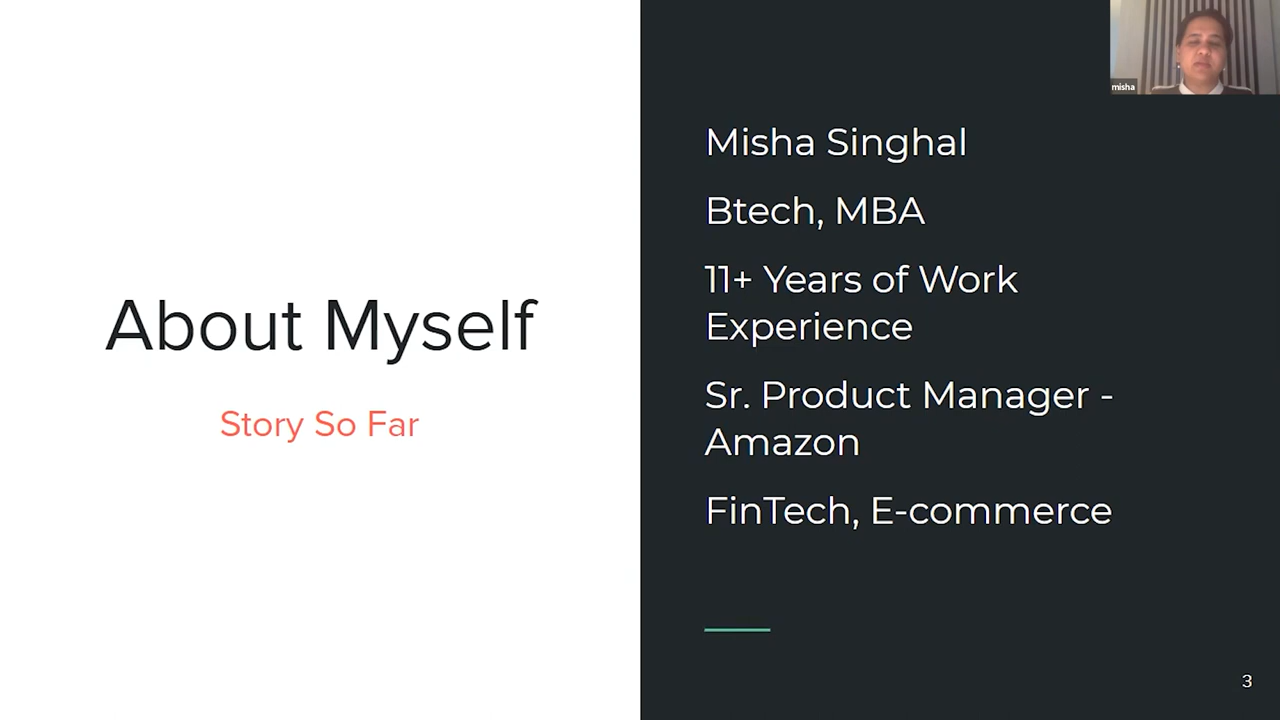 misha
Misha Singhal
Btech, MBA
11+ Years of Work
Experience
Sr. Product Manager -
Amazon
FinTech, E-commerce
About Myself
Story So Far
3